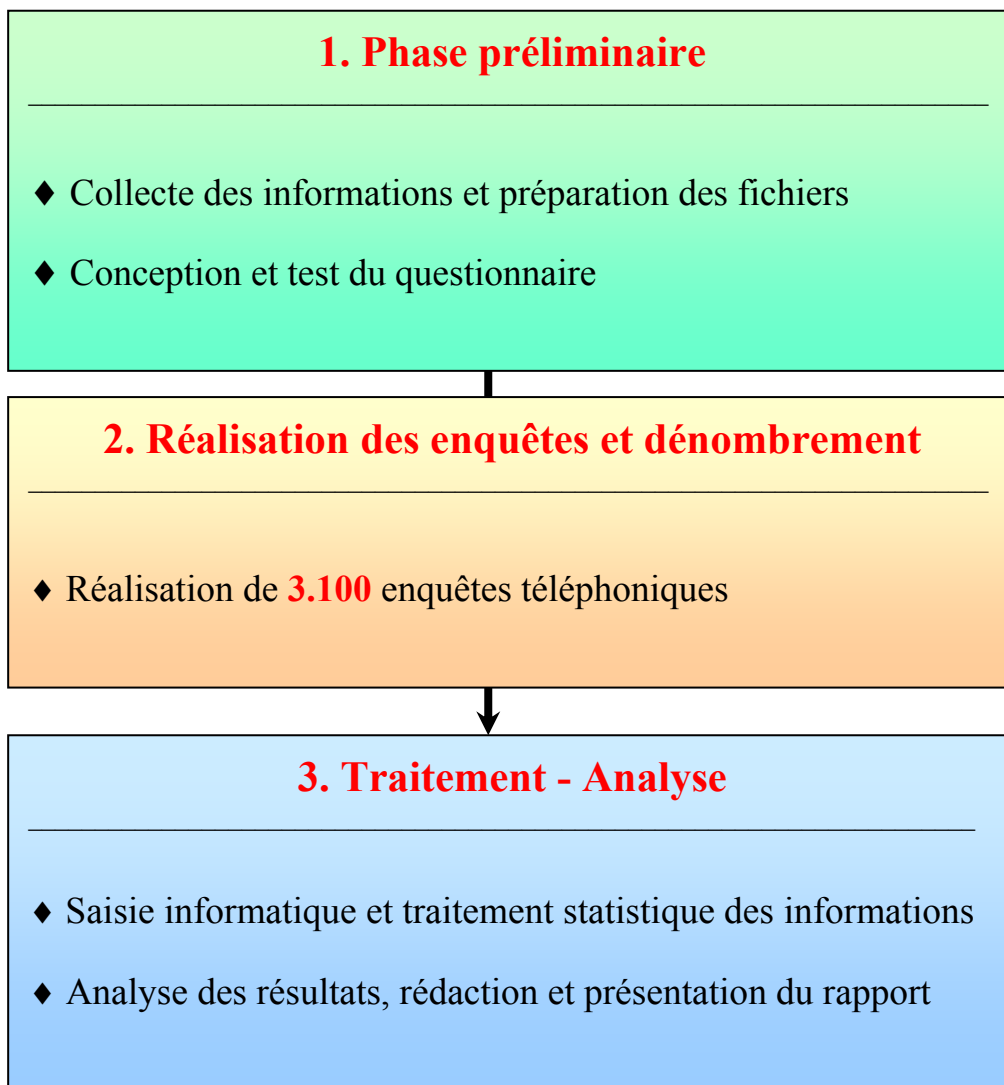 1. Phase préliminaire
♦ Collecte des informations et préparation des fichiers
♦ Conception et test du questionnaire
2. Réalisation des enquêtes et dénombrement
♦ Réalisation de 3.100 enquêtes téléphoniques
3. Traitement - Analyse
♦ Saisie informatique et traitement statistique des informations
♦ Analyse des résultats, rédaction et présentation du rapport